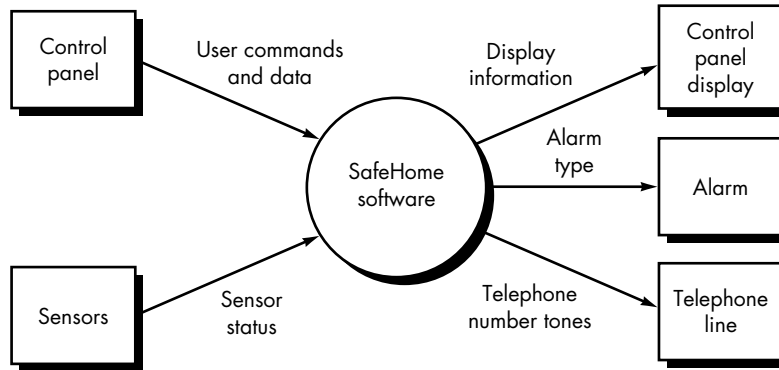 Control
panel
User commands
and data
Display
information
Control
panel
display
SafeHome
software
Alarm
type
Alarm
Sensors
Sensor
status
Telephone
number tones
Telephone
line